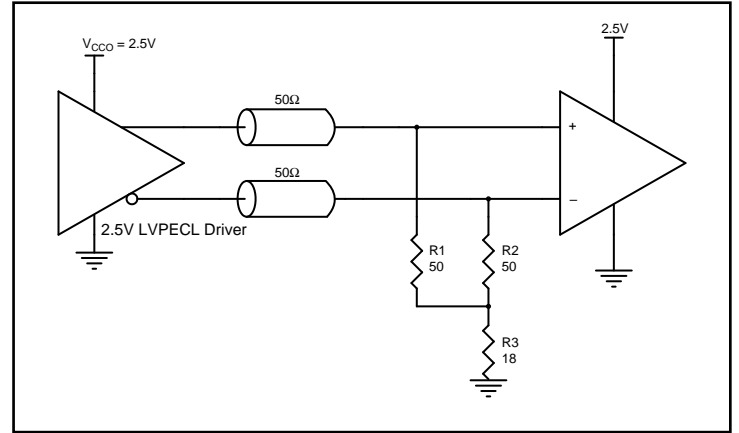 V_CCO = 2.5V
2.5V
50Ω
+
50Ω
−
2.5V LVPECL Driver
R1
50
R2
50
R3
18